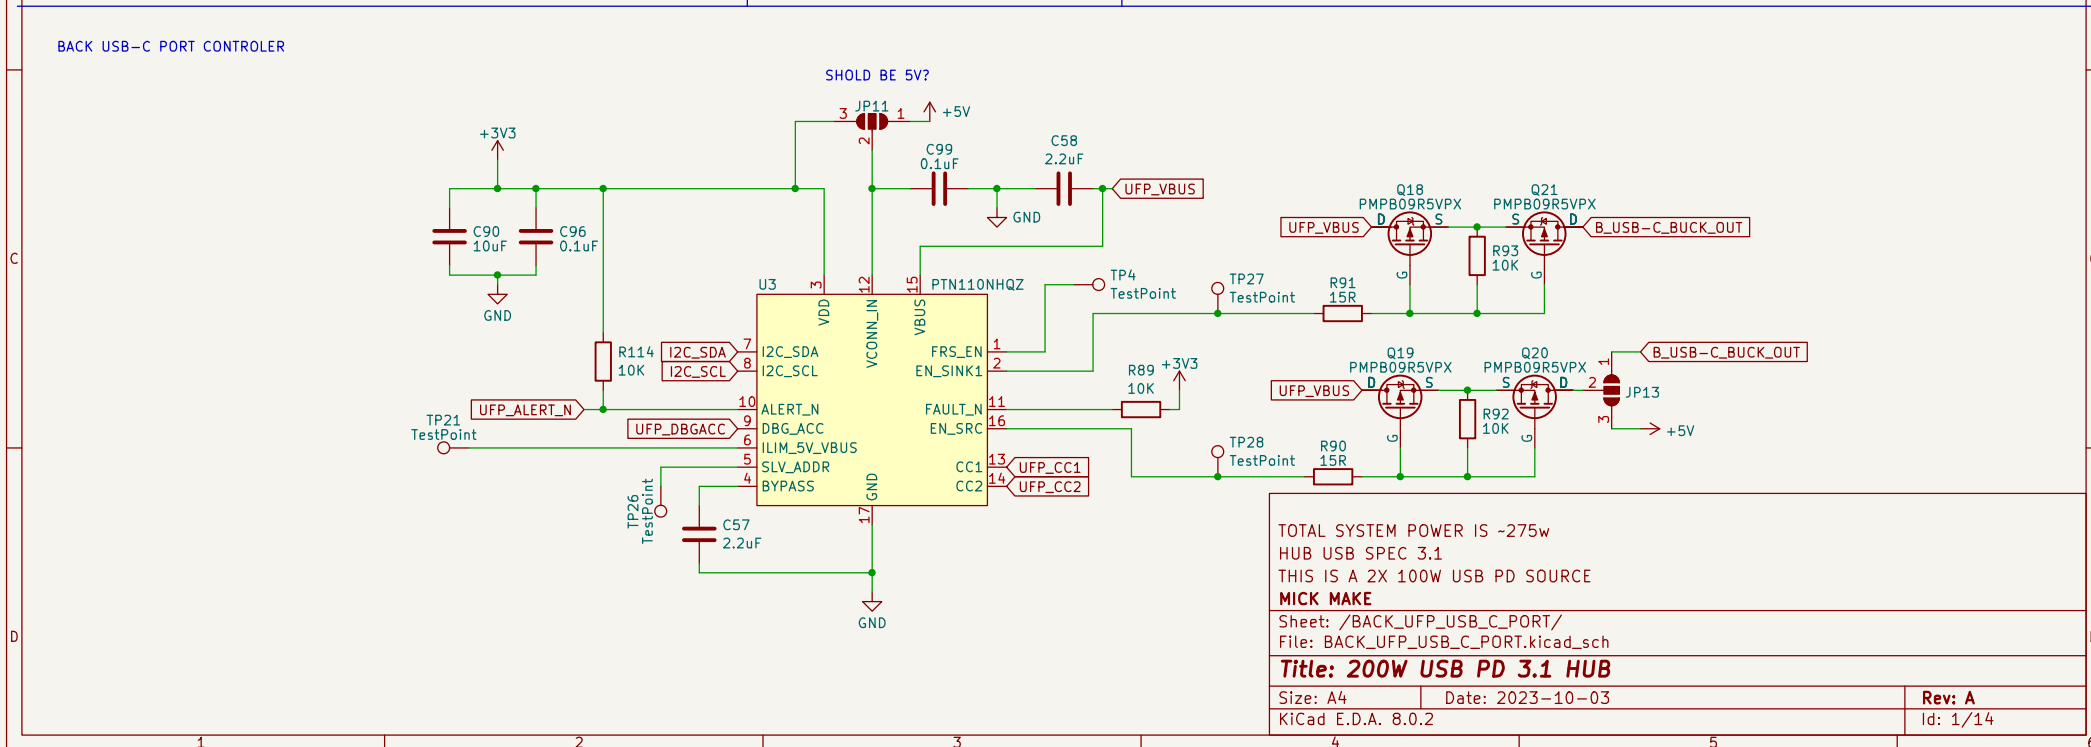 BACK USB-C PORT CONTROLER
SHOLD BE 5V?
JP11
3
1
2
+5V
+3V3
C90
10uF
C96
0.1uF
GND
C99
0.1uF
C58
2.2uF
GND
UFP_VBUS
R114
10K
U3
PTN110NHQZ
3
VDD
12
VCONN_IN
15
VBUS
I2C_SDA
7
I2C_SDA
I2C_SCL
8
I2C_SCL
UFP_ALERT_N
10
ALERT_N
UFP_DBGACC
9
DBG_ACC
TP21
TestPoint
6
ILIM_5V_VBUS
5
SLV_ADDR
4
BYPASS
TP26
TestPoint
C57
2.2uF
GND
17
GND
FRS_EN
1
EN_SINK1
2
FAULT_N
11
EN_SRC
16
CC1
13
UFP_CC1
CC2
14
UFP_CC2
TP4
TestPoint
TP27
TestPoint
R89
10K
+3V3
TP28
TestPoint
R91
15R
R90
15R
UFP_VBUS
Q18
PMPB09R5VPX
D
S
G
R93
10K
Q21
PMPB09R5VPX
S
D
G
B_USB-C_BUCK_OUT
UFP_VBUS
Q19
PMPB09R5VPX
D
S
G
R92
10K
Q20
PMPB09R5VPX
S
D
G
B_USB-C_BUCK_OUT
1
2
3
JP13
+5V
TOTAL SYSTEM POWER IS ~275w
HUB USB SPEC 3.1
THIS IS A 2X 100W USB PD SOURCE
MICK MAKE
Sheet: /BACK_UFP_USB_C_PORT/
File: BACK_UFP_USB_C_PORT.kicad_sch
Title: 200W USB PD 3.1 HUB
Size: A4
Date: 2023-10-03
Rev: A
KiCad E.D.A. 8.0.2
Id: 1/14
C
D
1
2
3
4
5